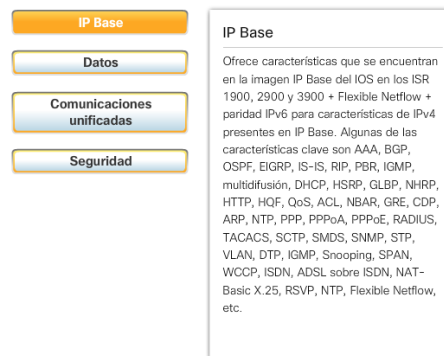 IP Base
Datos
Comunicaciones
unificadas
Seguridad
IP Base
Ofrece características que se encuentran
en la imagen IP Base del IOS en los ISR
1900, 2900 y 3900 + Flexible Netflow +
paridad IPv6 para características de IPv4
presentes en IP Base. Algunas de las
características clave son AAA, BGP,
OSPF, EIGRP, IS-IS, RIP, PBR, IGMP,
multidifusión, DHCP, HSRP, GLBP, NHRP,
HTTP, HQF, QoS, ACL, NBAR, GRE, CDP,
ARP, NTP, PPP, PPPoA, PPPoE, RADIUS,
TACACS, SCTP, SMDS, SNMP, STP,
VLAN, DTP, IGMP, Snooping, SPAN,
WCCP, ISDN, ADSL sobre ISDN, NAT-
Basic X.25, RSVP, NTP, Flexible Netflow,
etc.